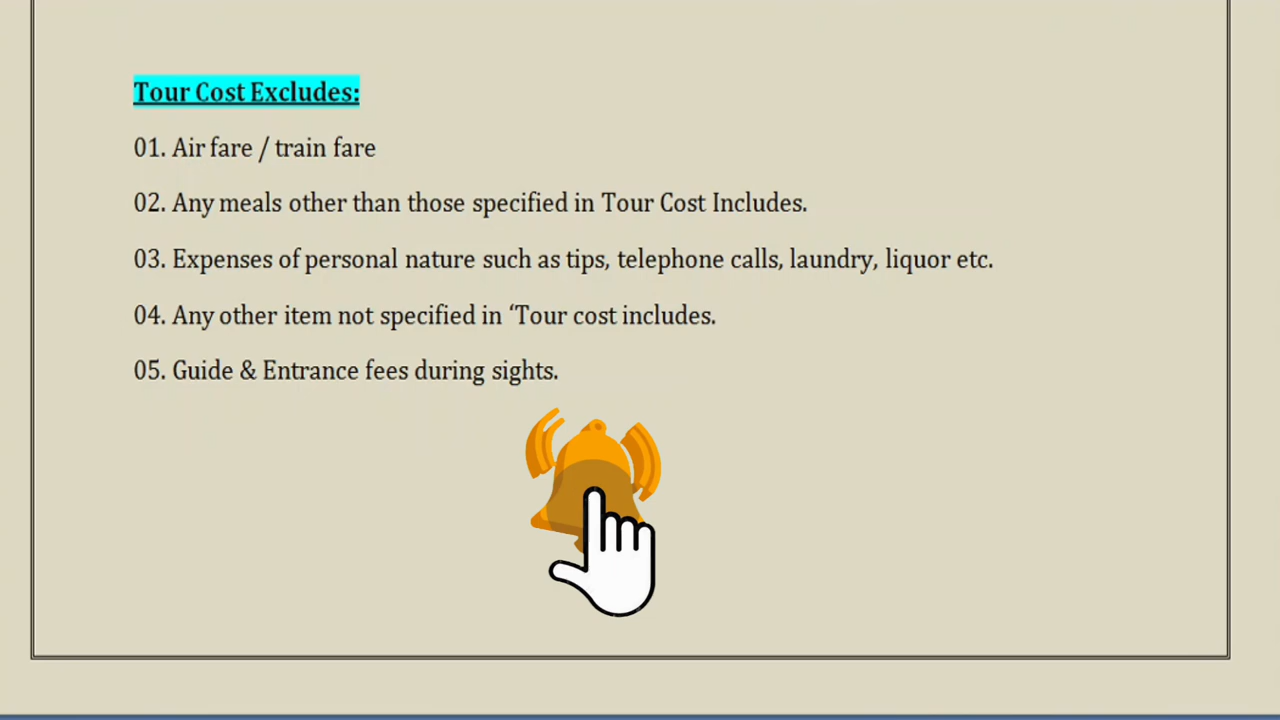 Tour Cost Excludes:
01. Air fare / train fare
02. Any meals other than those specified in Tour Cost Includes.
03. Expenses of personal nature such as tips, telephone calls, laundry, liquor etc.
04. Any other item not specified in ‘Tour cost includes.
05. Guide & Entrance fees during sights.